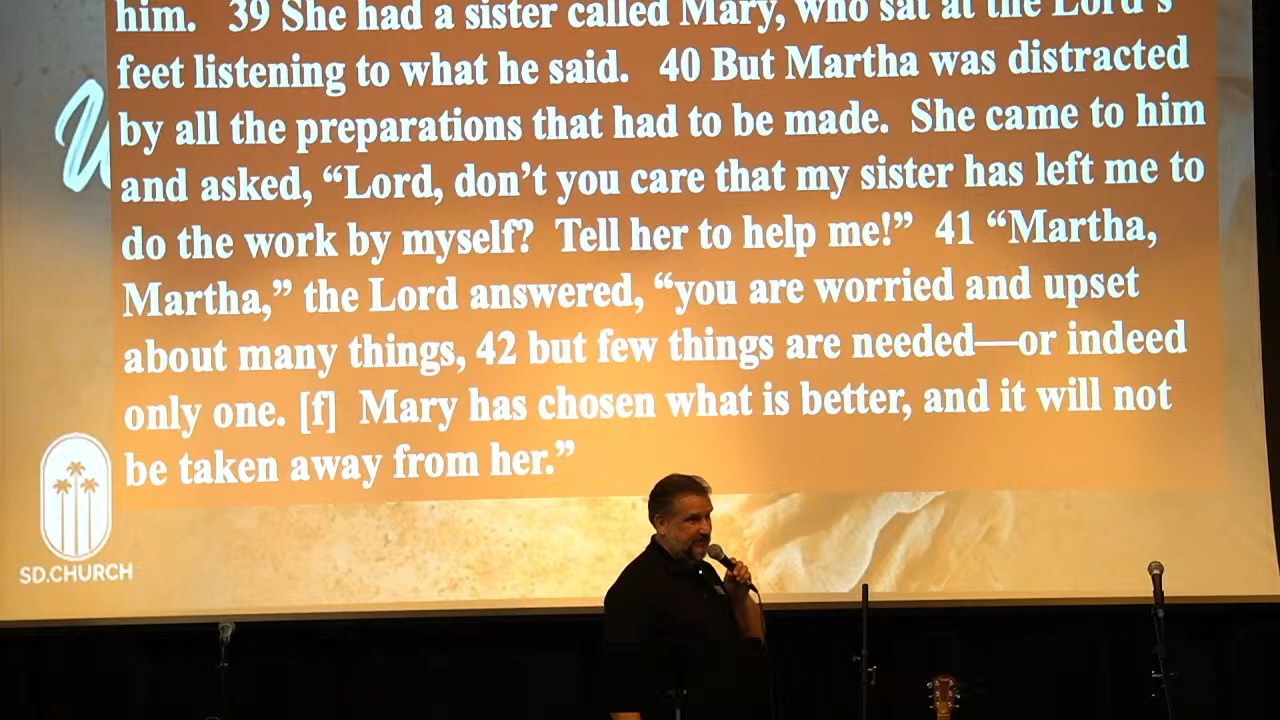 him.   39 She had a sister called Mary, who sat at the Lord’s
feet listening to what he said.   40 But Martha was distracted
by all the preparations that had to be made.  She came to him
and asked, “Lord, don’t you care that my sister has left me to
do the work by myself?  Tell her to help me!”  41 “Martha,
Martha,” the Lord answered, “you are worried and upset
about many things, 42 but few things are needed—or indeed
only one. [f]  Mary has chosen what is better, and it will not
be taken away from her.”
SD.CHURCH